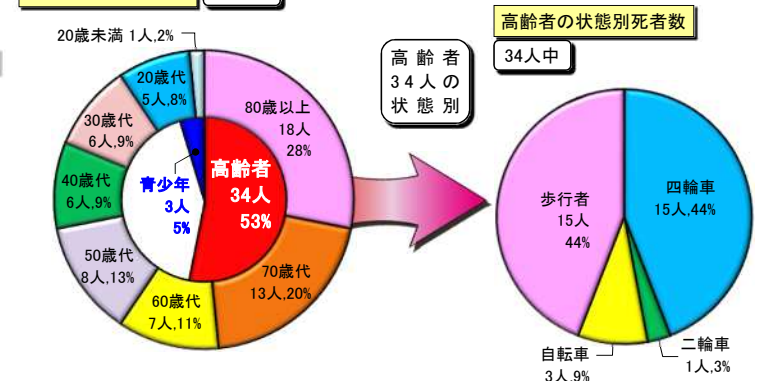 高齢者の状態別死者数
34人中
高齢者
34人の
状態別
20歳未満 1人,2%
20歳代
5人,8%
30歳代
6人,9%
40歳代
6人,9%
50歳代
8人,13%
60歳代
7人,11%
70歳代
13人,20%
80歳以上
18人
28%
青少年
3人
5%
高齢者
34人
53%
歩行者
15人
44%
四輪車
15人,44%
自転車
3人,9%
二輪車
1人,3%